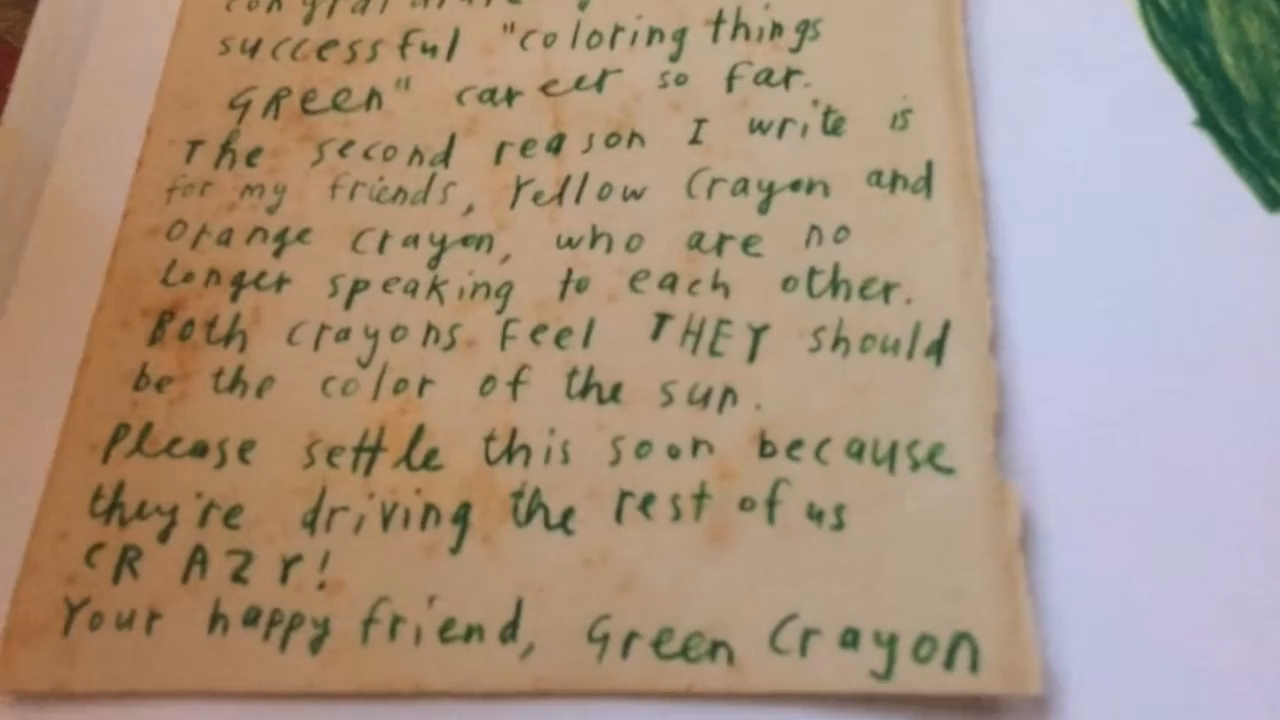 successful "coloring things
GReen" career so far.
The second reason I write is
for my friends, Yellow Crayon and
Orange Crayon, who are no
longer speaking to each other.
Both crayons feel THEY should
be the color of the sun.
Please settle this soon because
they're driving the rest of us
CRAZY!
Your happy friend, Green Crayon